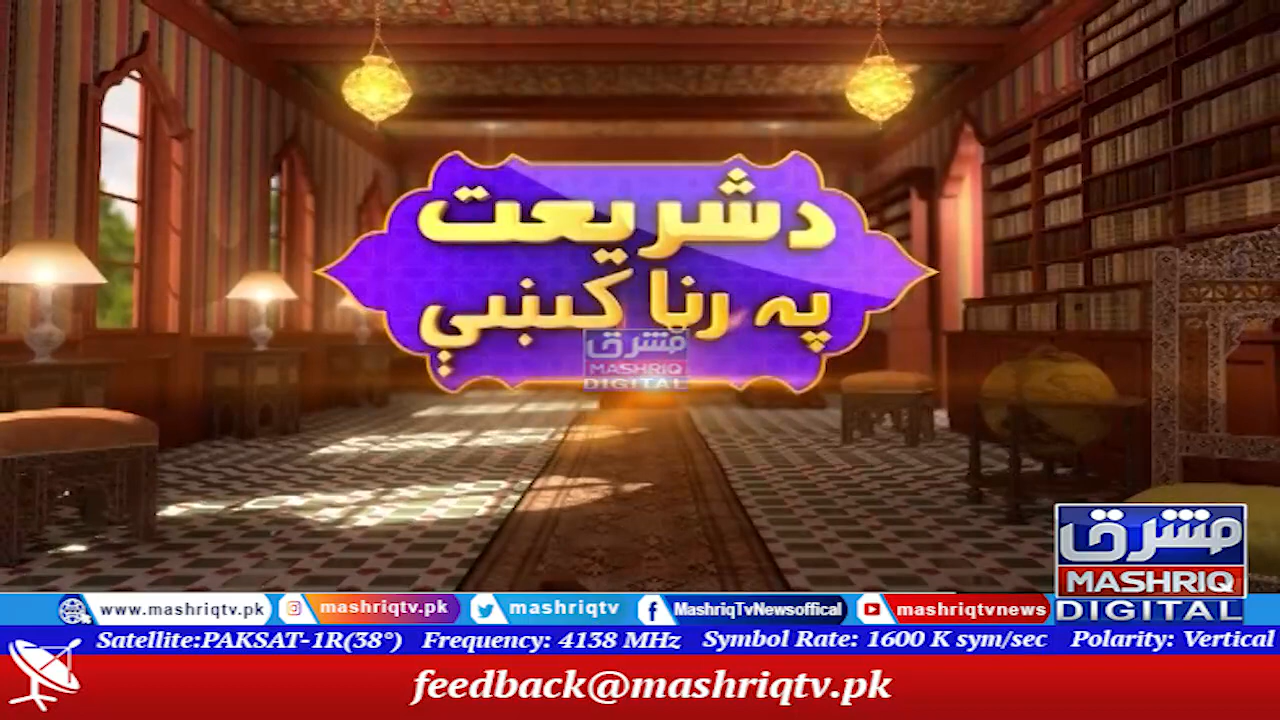 دشریعت
په رنا کښې
مشرق
MASHRIQ
DIGITAL
مشرق
MASHRIQ
DIGITAL
www.mashriqtv.pk mashriqtv.pk mashriqtv MashriqTvNewsoffical mashriqtvnews
Satellite:PAKSAT-1R(38°) Frequency: 4138 MHz Symbol Rate: 1600 K sym/sec Polarity: Vertical
feedback@mashriqtv.pk